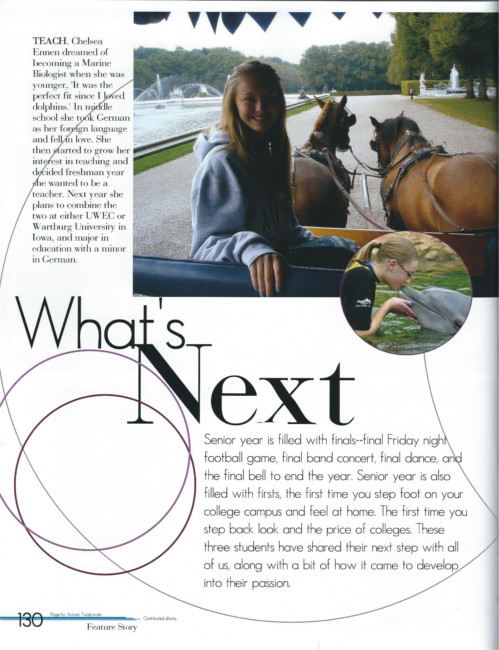 TEACH. Chelsea
Ennen dreamed of
becoming a Marine
Biologist when she was
younger, 'It was the
perfect fit since I loved
dolphins.' In middle
school she took German
as her foreign language
and fell in love. She
then started to grow her
interest in teaching and
decided freshman year
she wanted to be a
teacher. Next year she
plans to combine the
two at either UWEC or
Wartburg University in
Iowa, and major in
education with a minor
in German.
What's
Next
Senior year is filled with finals--final Friday night
football game, final band concert, final dance, and
the final bell to end the year. Senior year is also
filled with firsts, the first time you step foot on your
college campus and feel at home. The first time you
step back look and the price of colleges. These
three students have shared their next step with all
of us, along with a bit of how it came to develop
into their passion.
130
Page by: Autumn
Contributed photos
Feature Story